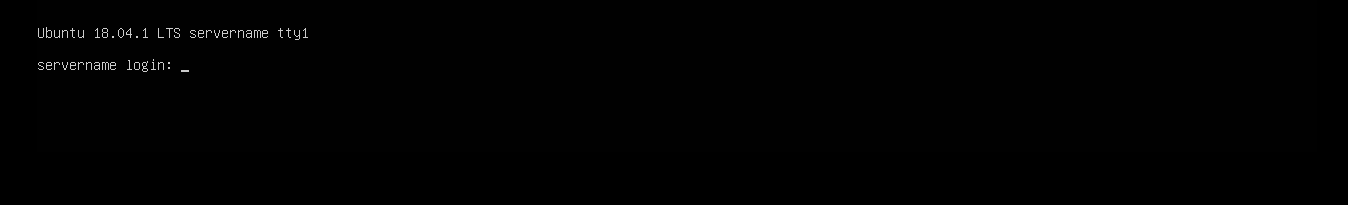 Ubuntu 18.04.1 LTS servername tty1
servername login: _